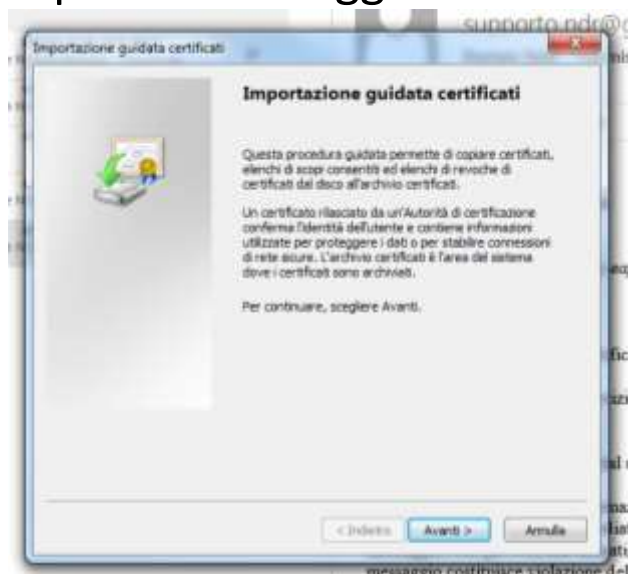 supporto.ndr@g
Importazione guidata certificati
Importazione guidata certificati
Questa procedura guidata permette di copiare certificati,
elenchi di scopi consentiti ed elenchi di revoche di
certificati dal disco all'archivio certificati.
Un certificato rilasciato da un'Autorità di certificazione
conferma l'identità dell'utente e contiene informazioni
utilizzate per proteggere i dati o per stabilire connessioni
di rete sicure. L'archivio certificati è l'area del sistema
dove i certificati sono archiviati.
Per continuare, scegliere Avanti.
< Indietro Avanti > Annulla
messaggio costituisce violazione del